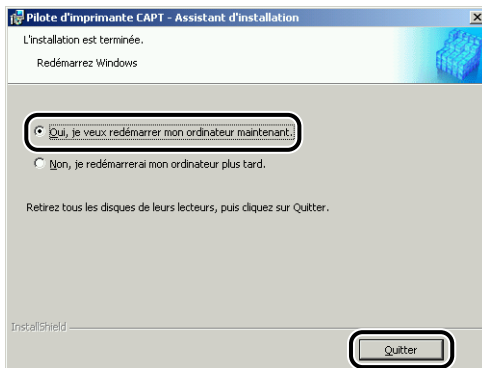 Pilote d'imprimante CAPT - Assistant d'installation
L'installation est terminée.
Redémarrez Windows
Oui, je veux redémarrer mon ordinateur maintenant.
Non, je redémarrerai mon ordinateur plus tard.
Retirez tous les disques de leurs lecteurs, puis cliquez sur Quitter.
InstallShield
Quitter